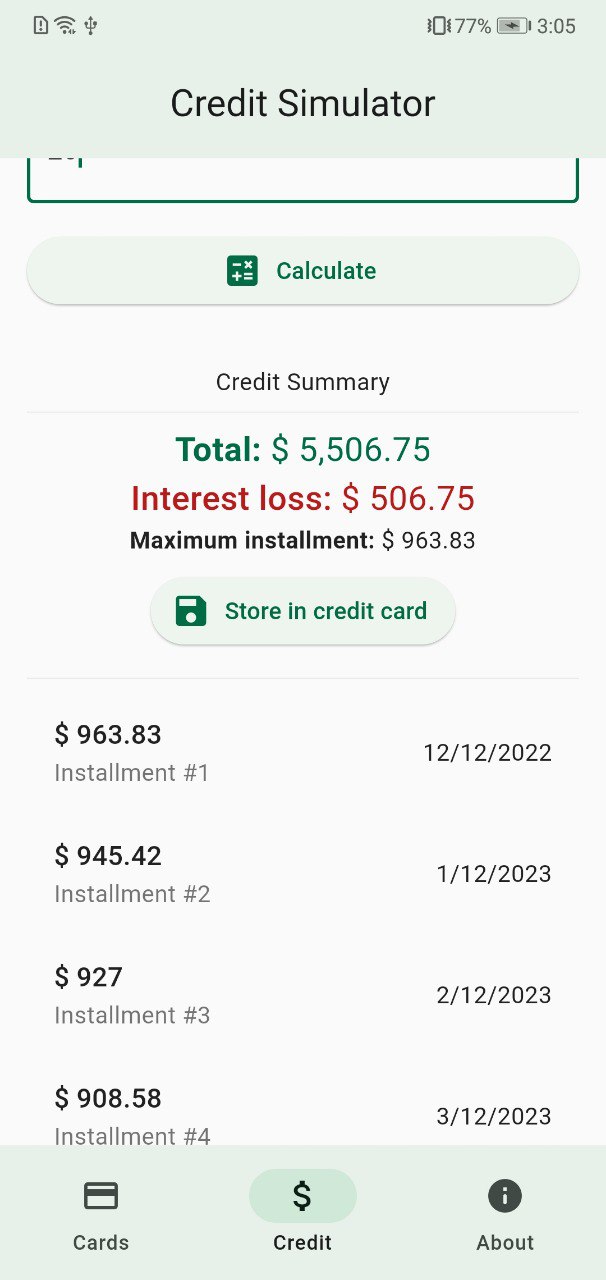 77% 3:05
Credit Simulator
Calculate
Credit Summary
Total: $ 5,506.75
Interest loss: $ 506.75
Maximum installment: $ 963.83
Store in credit card
$ 963.83
Installment #1
12/12/2022
$ 945.42
Installment #2
1/12/2023
$ 927
Installment #3
2/12/2023
$ 908.58
Installment #4
3/12/2023
Cards
$
Credit
About